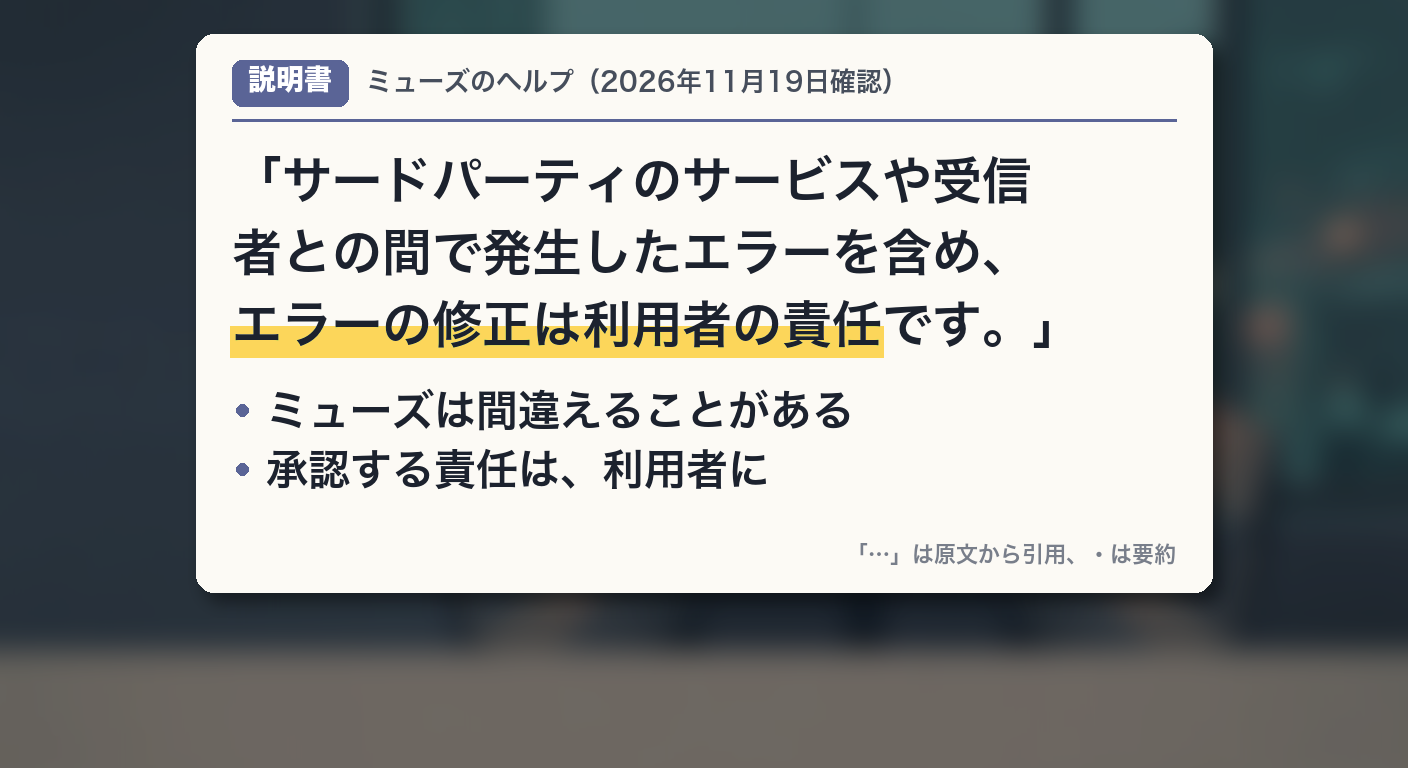 説明書
ミューズのヘルプ（2026年11月19日確認）
「サードパーティのサービスや受信
者との間で発生したエラーを含め、
エラーの修正は利用者の責任です。」
• ミューズは間違えることがある
• 承認する責任は、利用者に
「…」は原文から引用、・は要約